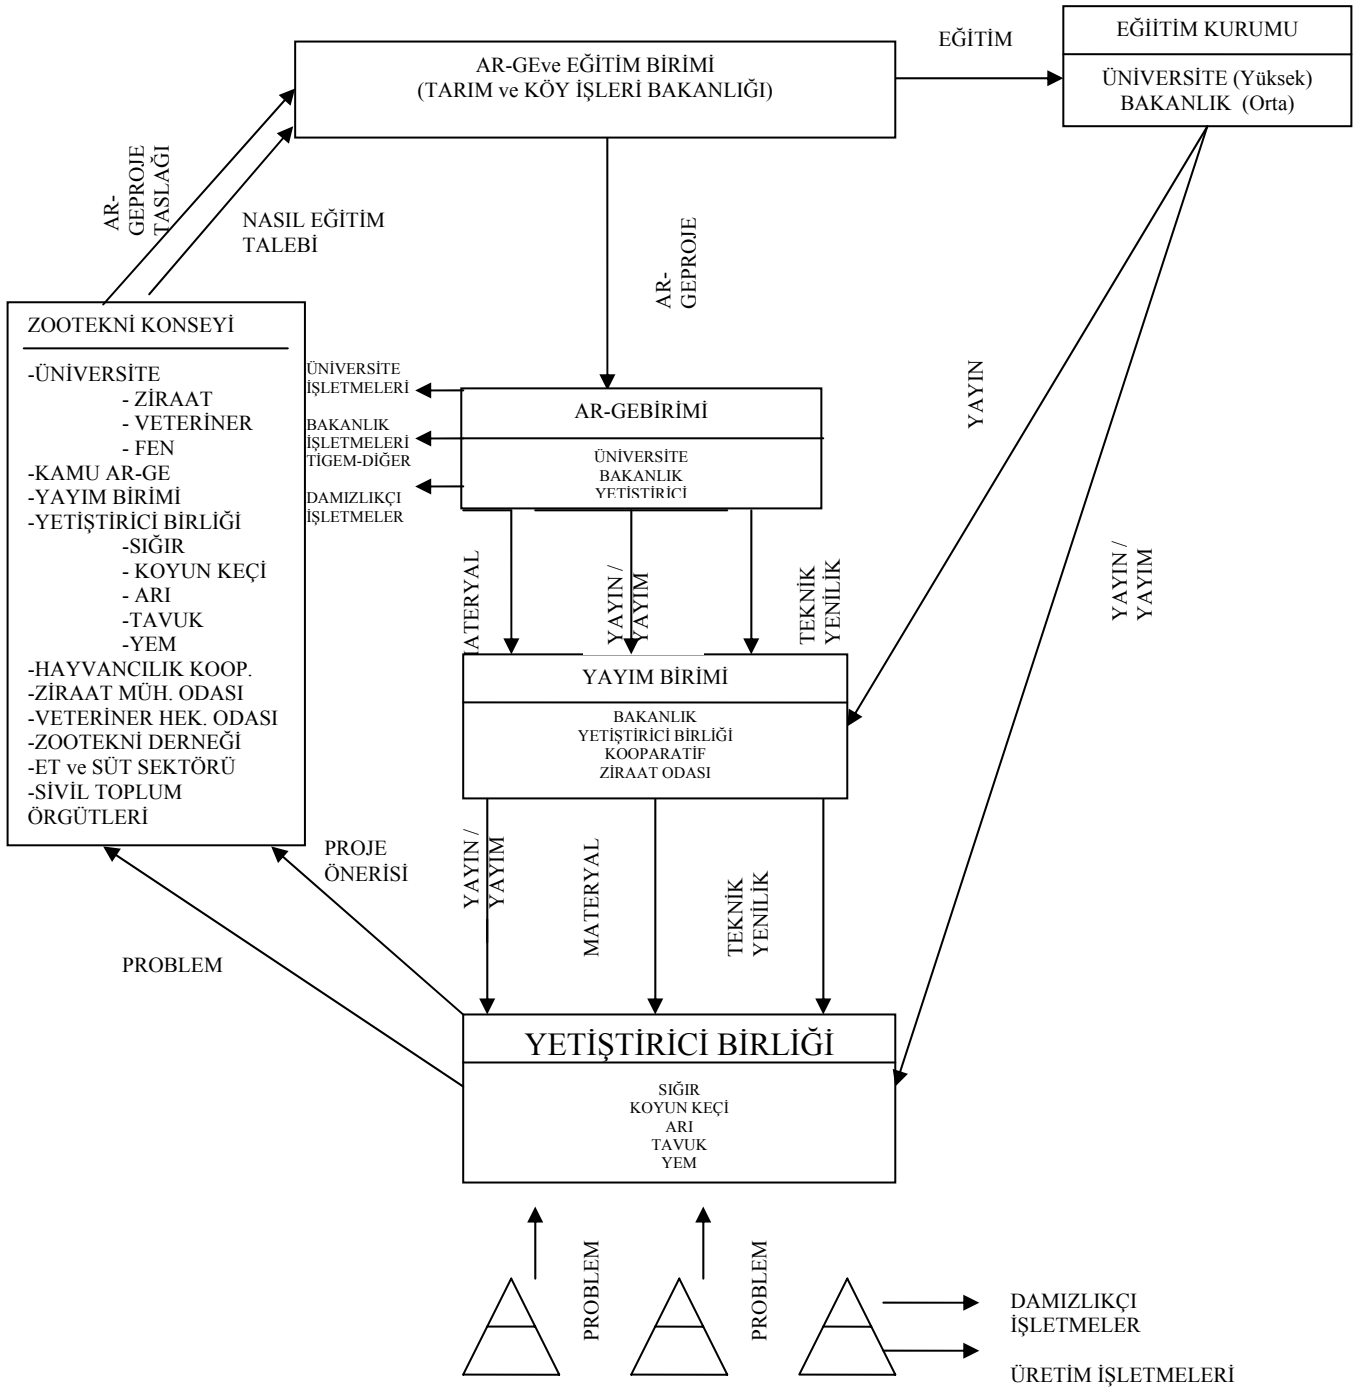 EĞİTİM
EĞİİTİM KURUMU
ÜNİVERSİTE (Yüksek)
BAKANLIK (Orta)
AR-GEve EĞİTİM BİRİMİ
(TARIM ve KÖY İŞLERİ BAKANLIĞI)
AR-
GEPROJE
TASLAĞI
NASIL EĞİTİM
TALEBİ
AR-
GEPROJE
ZOOTEKNİ KONSEYİ
-ÜNİVERSİTE
- ZİRAAT
- VETERİNER
- FEN
-KAMU AR-GE
-YAYIM BİRİMİ
-YETİŞTİRİCİ BİRLİĞİ
-SIĞIR
- KOYUN KEÇİ
- ARI
-TAVUK
-YEM
-HAYVANCILIK KOOP.
-ZİRAAT MÜH. ODASI
-VETERİNER HEK. ODASI
-ZOOTEKNİ DERNEĞİ
-ET ve SÜT SEKTÖRÜ
-SİVİL TOPLUM
ÖRGÜTLERİ
ÜNİVERSİTE
İŞLETMELERİ
BAKANLIK
İŞLETMELERİ
TİGEM-DİĞER
DAMIZLIKÇI
İŞLETMELER
AR-GEBİRİMİ
ÜNİVERSİTE
BAKANLIK
YETİŞTİRİCİ
YAYIN
YAYIN /
YAYIM
ATERYAL
YAYIN /
YAYIM
TEKNİK
YENİLİK
YAYIM BİRİMİ
BAKANLIK
YETİŞTİRİCİ BİRLİĞİ
KOOPARATİF
ZİRAAT ODASI
PROJE
ÖNERİSİ
YAYIN /
YAYIM
MATERYAL
TEKNİK
YENİLİK
PROBLEM
YETİŞTİRİCİ BİRLİĞİ
SIĞIR
KOYUN KEÇİ
ARI
TAVUK
YEM
PROBLEM
PROBLEM
DAMIZLIKÇI
İŞLETMELER
ÜRETİM İŞLETMELERİ